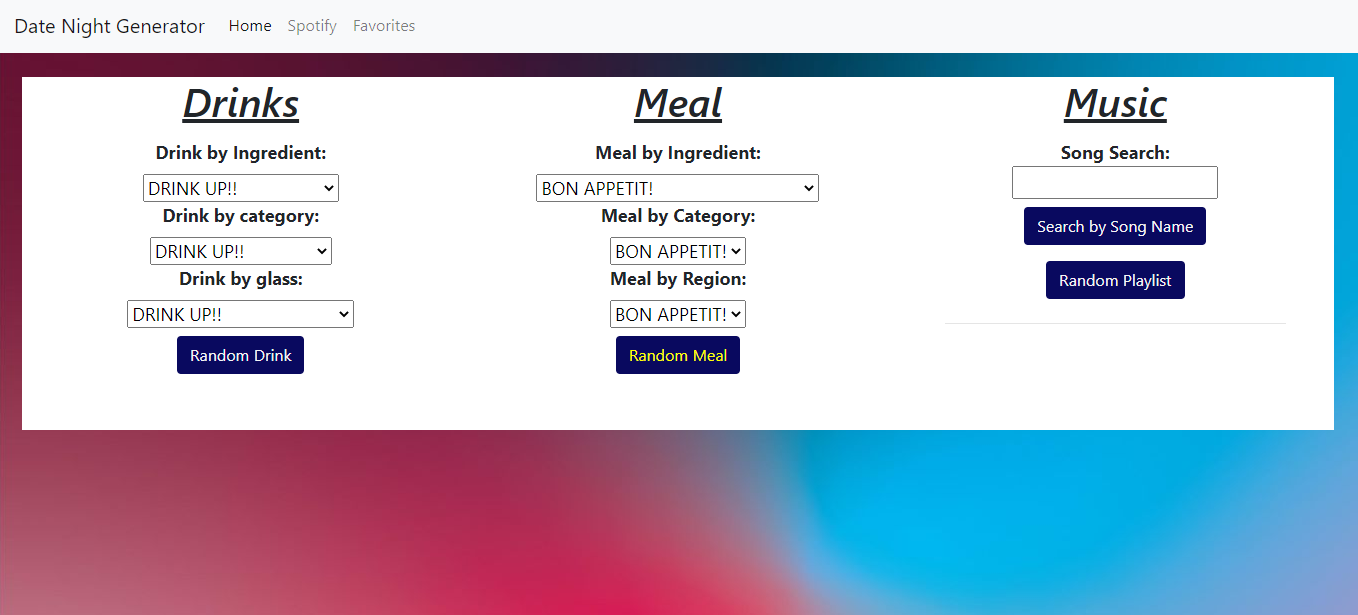 Date Night Generator Home Spotify Favorites
Drinks
Drink by Ingredient:
DRINK UP!!
Drink by category:
DRINK UP!!
Drink by glass:
DRINK UP!!
Random Drink
Meal
Meal by Ingredient:
BON APPETIT!
Meal by Category:
BON APPETIT!
Meal by Region:
BON APPETIT!
Random Meal
Music
Song Search:
Search by Song Name
Random Playlist